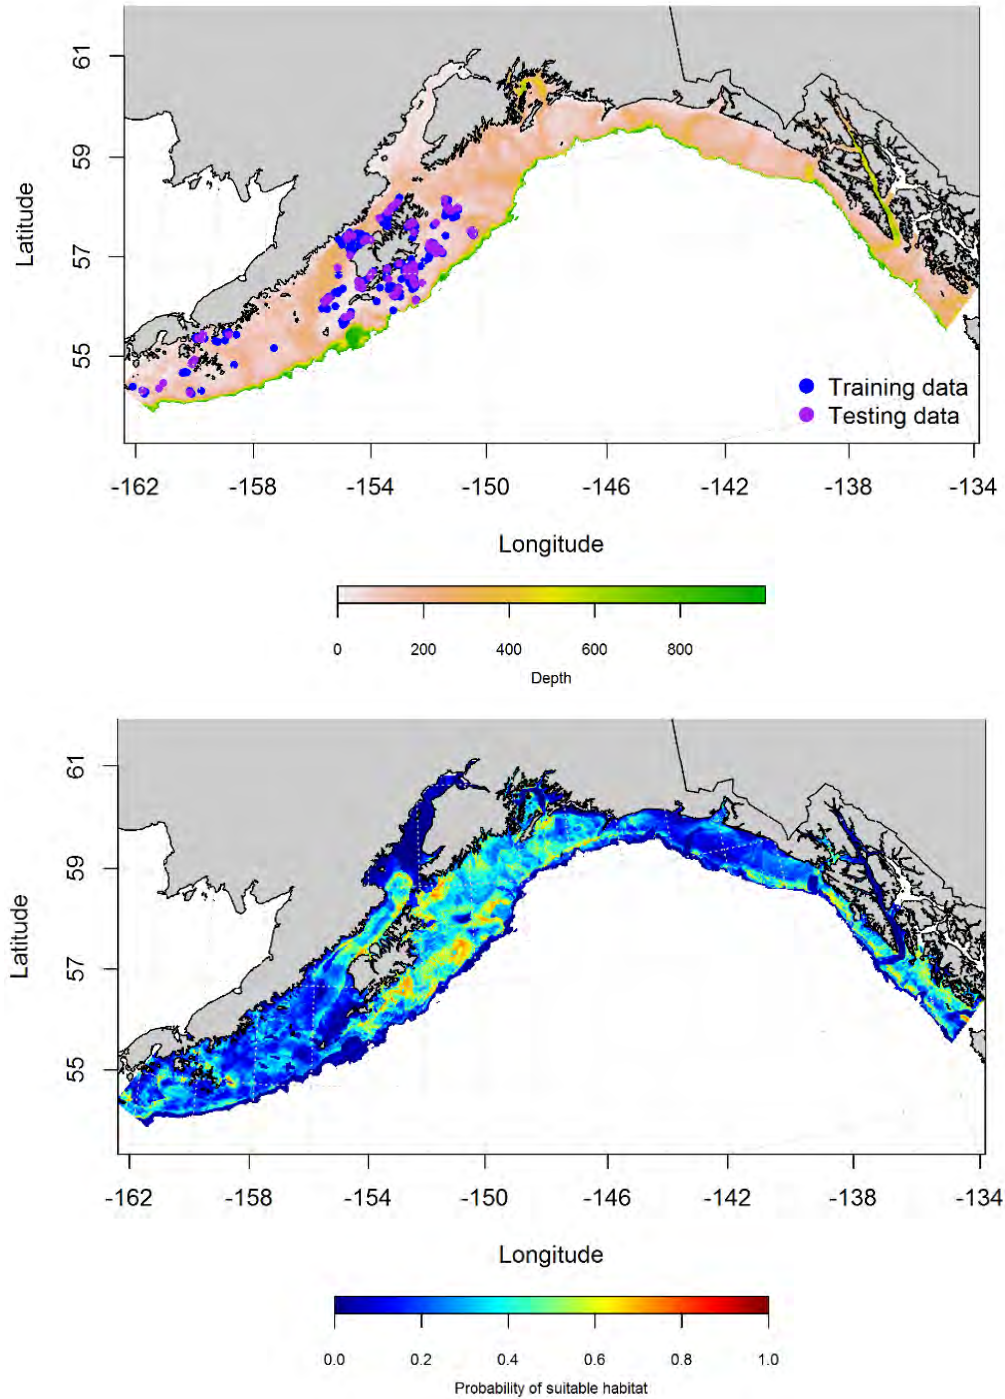 61
59
57
55
Latitude
Training data
Testing data
-162 -158 -154 -150 -146 -142 -138 -134
Longitude
0 200 400 600 800
Depth
61
59
57
55
Latitude
-162 -158 -154 -150 -146 -142 -138 -134
Longitude
0.0 0.2 0.4 0.6 0.8 1.0
Probability of suitable habitat